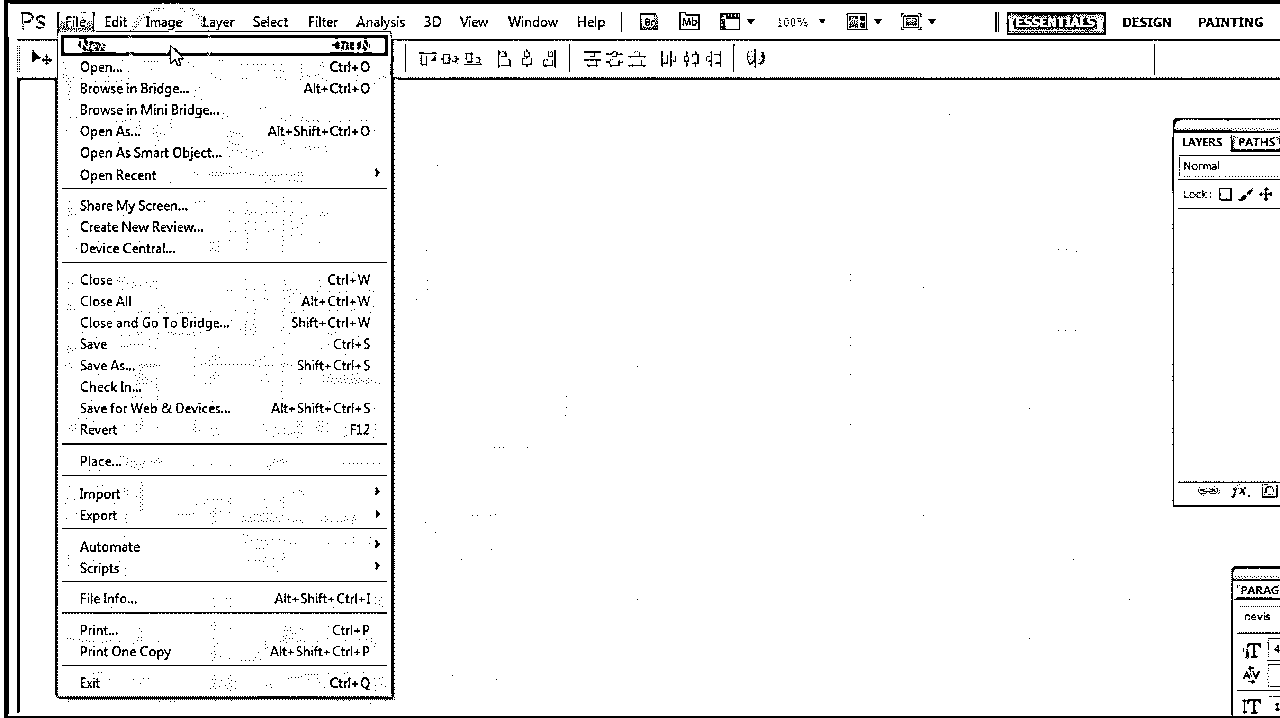 Ps File Edit Image Layer Select Filter Analysis 3D View Window Help Br Mb 100% ESSENTIALS DESIGN PAINTING
New...
Open... Ctrl+O
Browse in Bridge... Alt+Ctrl+O
Browse in Mini Bridge...
Open As... Alt+Shift+Ctrl+O
Open As Smart Object...
Open Recent
Share My Screen...
Create New Review...
Device Central...
Close Ctrl+W
Close All Alt+Ctrl+W
Close and Go To Bridge... Shift+Ctrl+W
Save Ctrl+S
Save As... Shift+Ctrl+S
Check In...
Save for Web & Devices... Alt+Shift+Ctrl+S
Revert F12
Place...
Import
Export
Automate
Scripts
File Info... Alt+Shift+Ctrl+I
Print... Ctrl+P
Print One Copy Alt+Shift+Ctrl+P
Exit Ctrl+Q
LAYERS PATHS
Normal
Lock:
fx.
PARAG
nevis